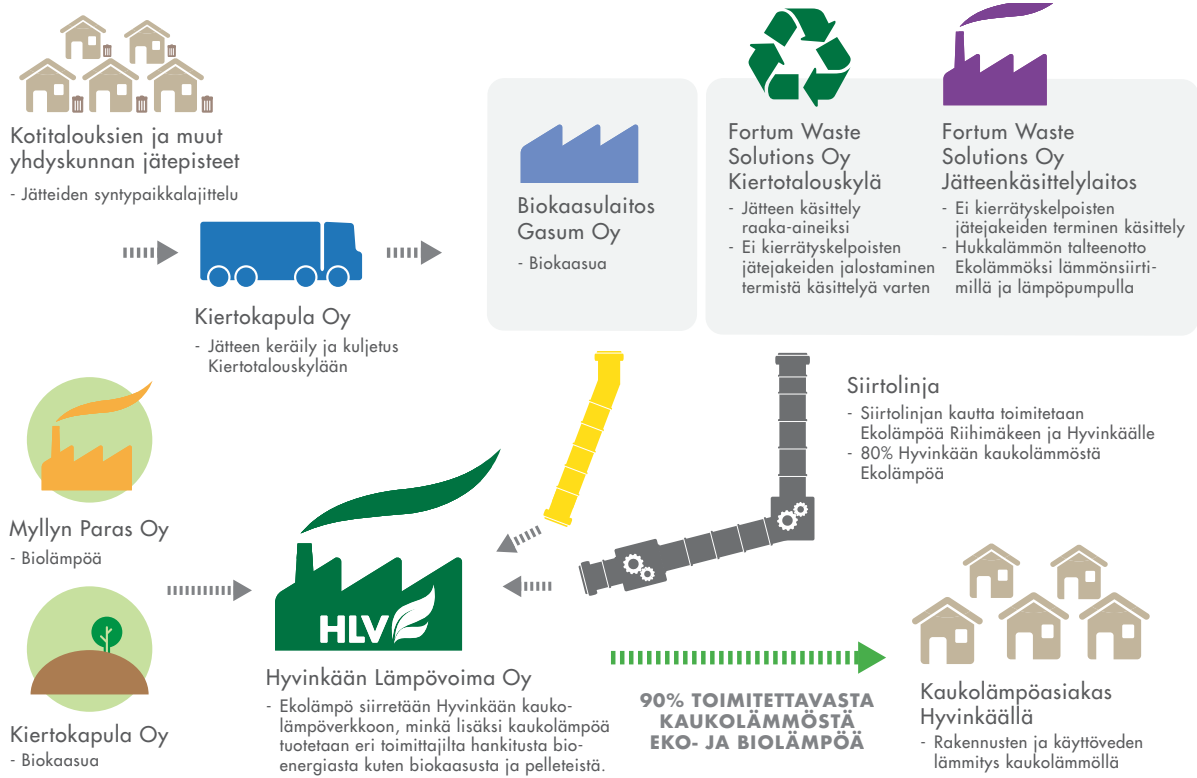 Kotitalouksien ja muut
yhdyskunnan jätepisteet
- Jätteiden syntypaikkalajittelu
Kiertokapula Oy
- Jätteen keräily ja kuljetus
Kiertotalouskylään
Biokaasulaitos
Gasum Oy
- Biokaasua
Fortum Waste
Solutions Oy
Kiertotalouskylä
- Jätteen käsittely
raaka-aineiksi
- Ei kierrätyskelpoisten
jätejakeiden jalostaminen
termistä käsittelyä varten
Fortum Waste
Solutions Oy
Jätteenkäsittelylaitos
- Ei kierrätyskelpoisten
jätejakeiden terminen käsittely
- Hukkalämmön talteenotto
Ekolämmöksi lämmönsiirti-
millä ja lämpöpumpulla
Siirtolinja
- Siirtolinjan kautta toimitetaan
Ekolämpöä Riihimäkeen ja Hyvinkäälle
- 80% Hyvinkään kaukolämmöstä
Ekolämpöä
Myllyn Paras Oy
- Biolämpöä
Kiertokapula Oy
- Biokaasua
HLV
Hyvinkään Lämpövoima Oy
- Ekolämpö siirretään Hyvinkään kauko-
lämpöverkkoon, minkä lisäksi kaukolämpöä
tuotetaan eri toimittajilta hankitusta bio-
energiasta kuten biokaasusta ja pelleteistä.
90% TOIMITETTAVASTA
KAUKOLÄMMÖSTÄ
EKO- JA BIOLÄMPÖÄ
Kaukolämpöasiakas
Hyvinkäällä
- Rakennusten ja käyttöveden
lämmitys kaukolämmöllä